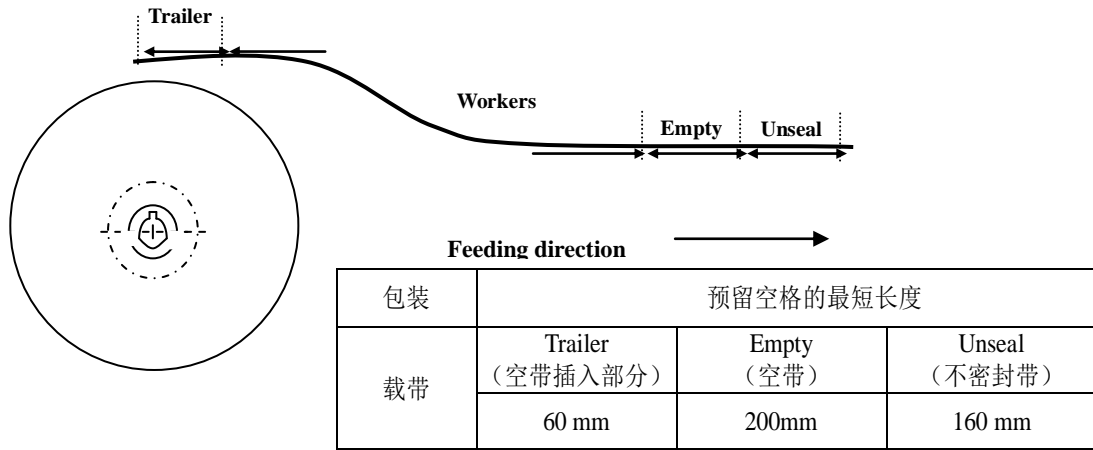 Trailer
Workers
Empty Unseal
Feeding direction
包装 预留空格的最短长度
载带 Trailer Empty Unseal
（空带插入部分） （空带） （不密封带）
60 mm 200mm 160 mm